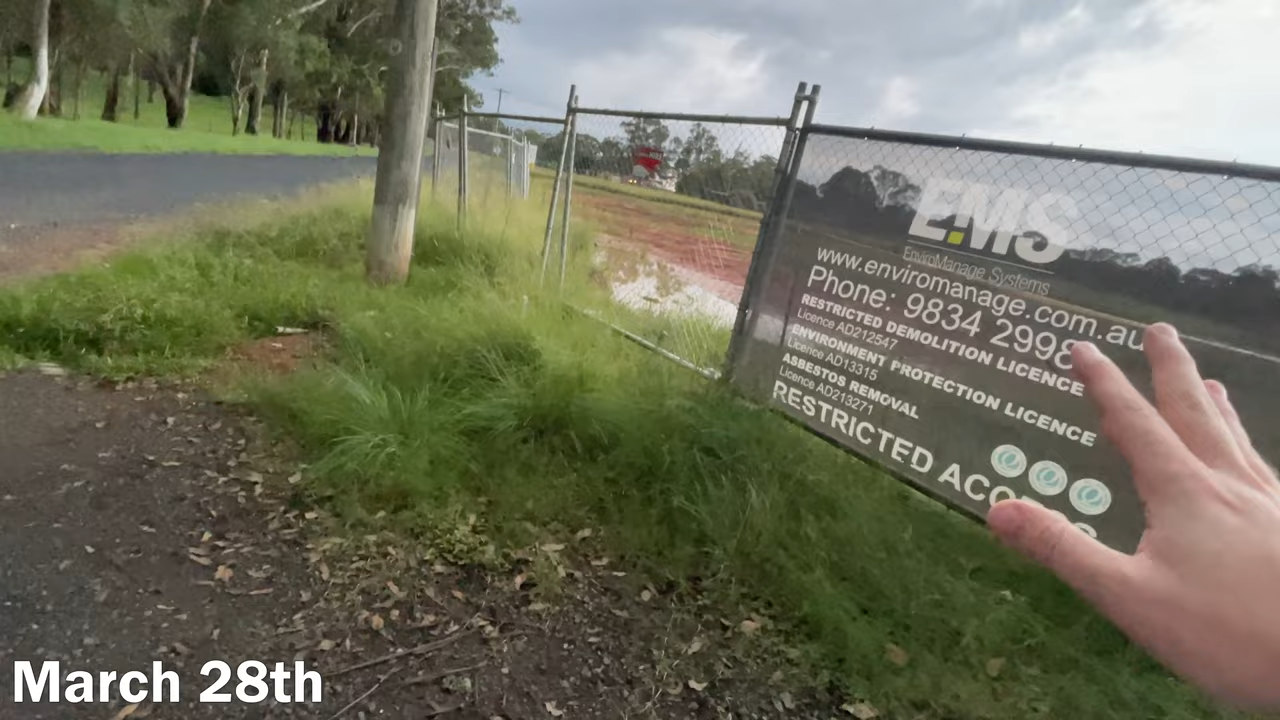 EMS
EnviroManage Systems
www.enviromanage.com.au
Phone: 9834 2998
RESTRICTED DEMOLITION LICENCE
Licence AD212547
ENVIRONMENT PROTECTION LICENCE
Licence AD13315
ASBESTOS REMOVAL
Licence AD213271
RESTRICTED
March 28th